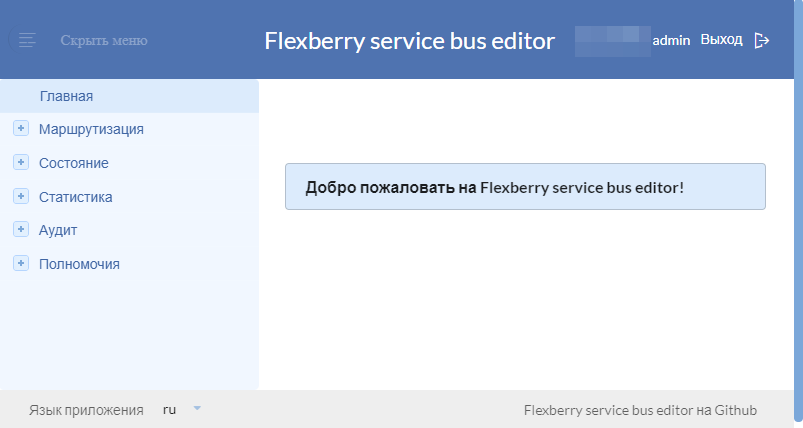 Скрыть меню
Flexberry service bus editor
admin
Выход
Главная
Маршрутизация
Состояние
Статистика
Аудит
Полномочия
Добро пожаловать на Flexberry service bus editor!
Язык приложения ru
Flexberry service bus editor на Github